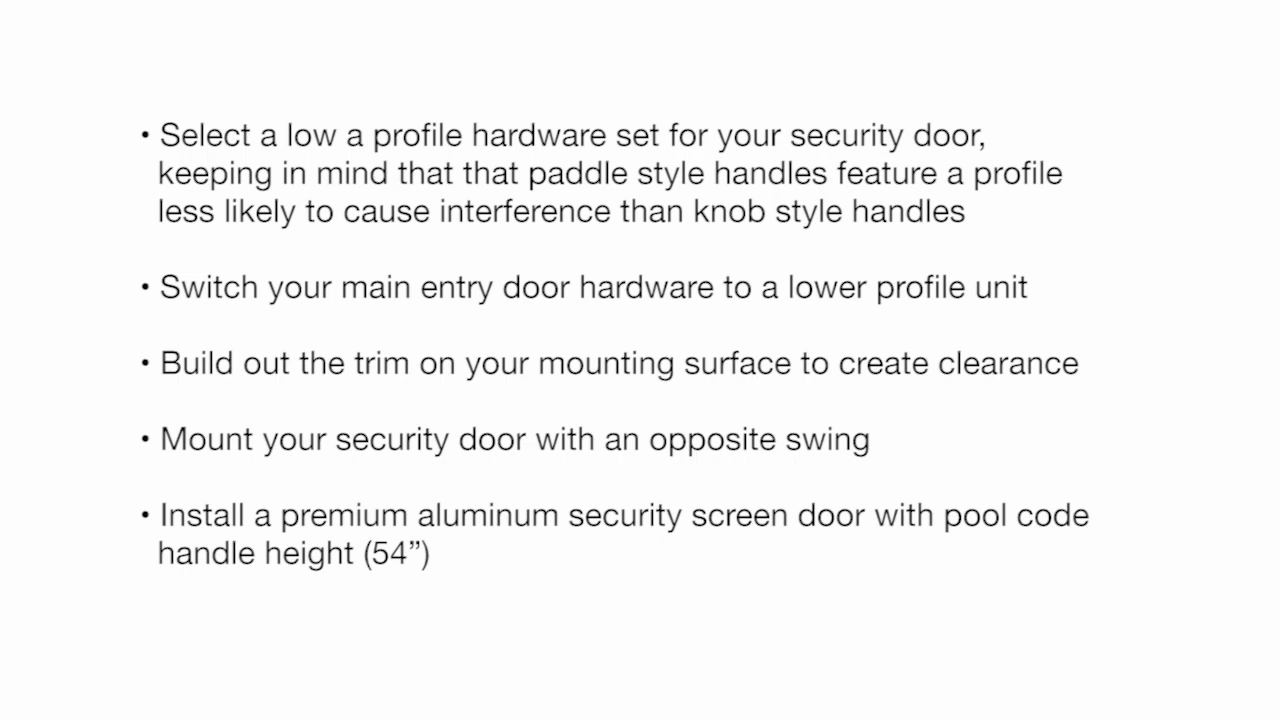 • Select a low a profile hardware set for your security door,
keeping in mind that that paddle style handles feature a profile
less likely to cause interference than knob style handles
• Switch your main entry door hardware to a lower profile unit
• Build out the trim on your mounting surface to create clearance
• Mount your security door with an opposite swing
• Install a premium aluminum security screen door with pool code
handle height (54”)